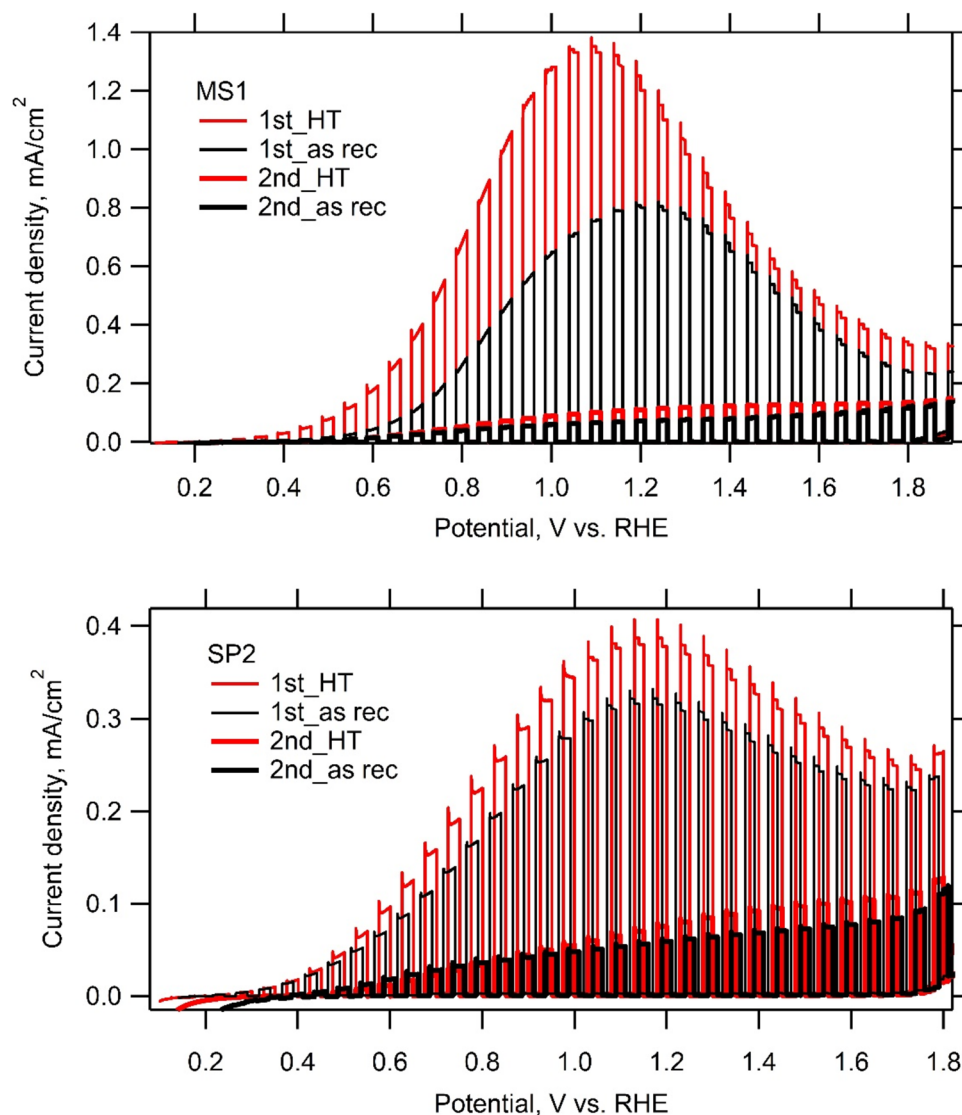 1.4
1.2
1.0
0.8
0.6
0.4
0.2
0.0
Current density, mA/cm²
MS1
1st_HT
1st_as rec
2nd_HT
2nd_as rec
0.2 0.4 0.6 0.8 1.0 1.2 1.4 1.6 1.8
Potential, V vs. RHE
0.4
0.3
0.2
0.1
0.0
Current density, mA/cm²
SP2
1st_HT
1st_as rec
2nd_HT
2nd_as rec
0.2 0.4 0.6 0.8 1.0 1.2 1.4 1.6 1.8
Potential, V vs. RHE